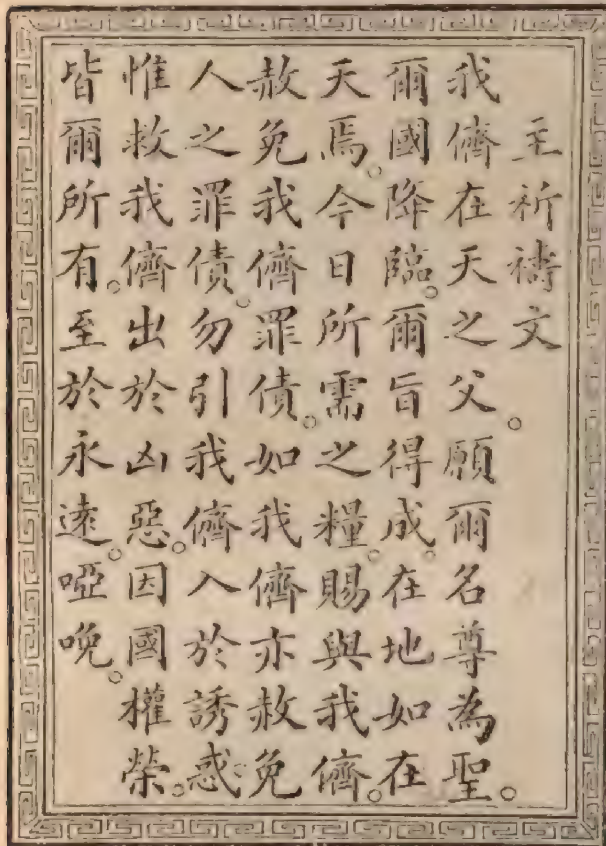 主祈禱文
我儕在天之父。願爾名尊為聖。
爾國降臨。爾旨得成。在地如在
天焉。今日所需之糧。賜與我儕。
赦免我儕罪債。如我儕亦赦免
人之罪債。勿引我儕入於誘惑。
惟救我儕出於凶惡。因國權榮。
皆爾所有。至於永遠。啞㖠。